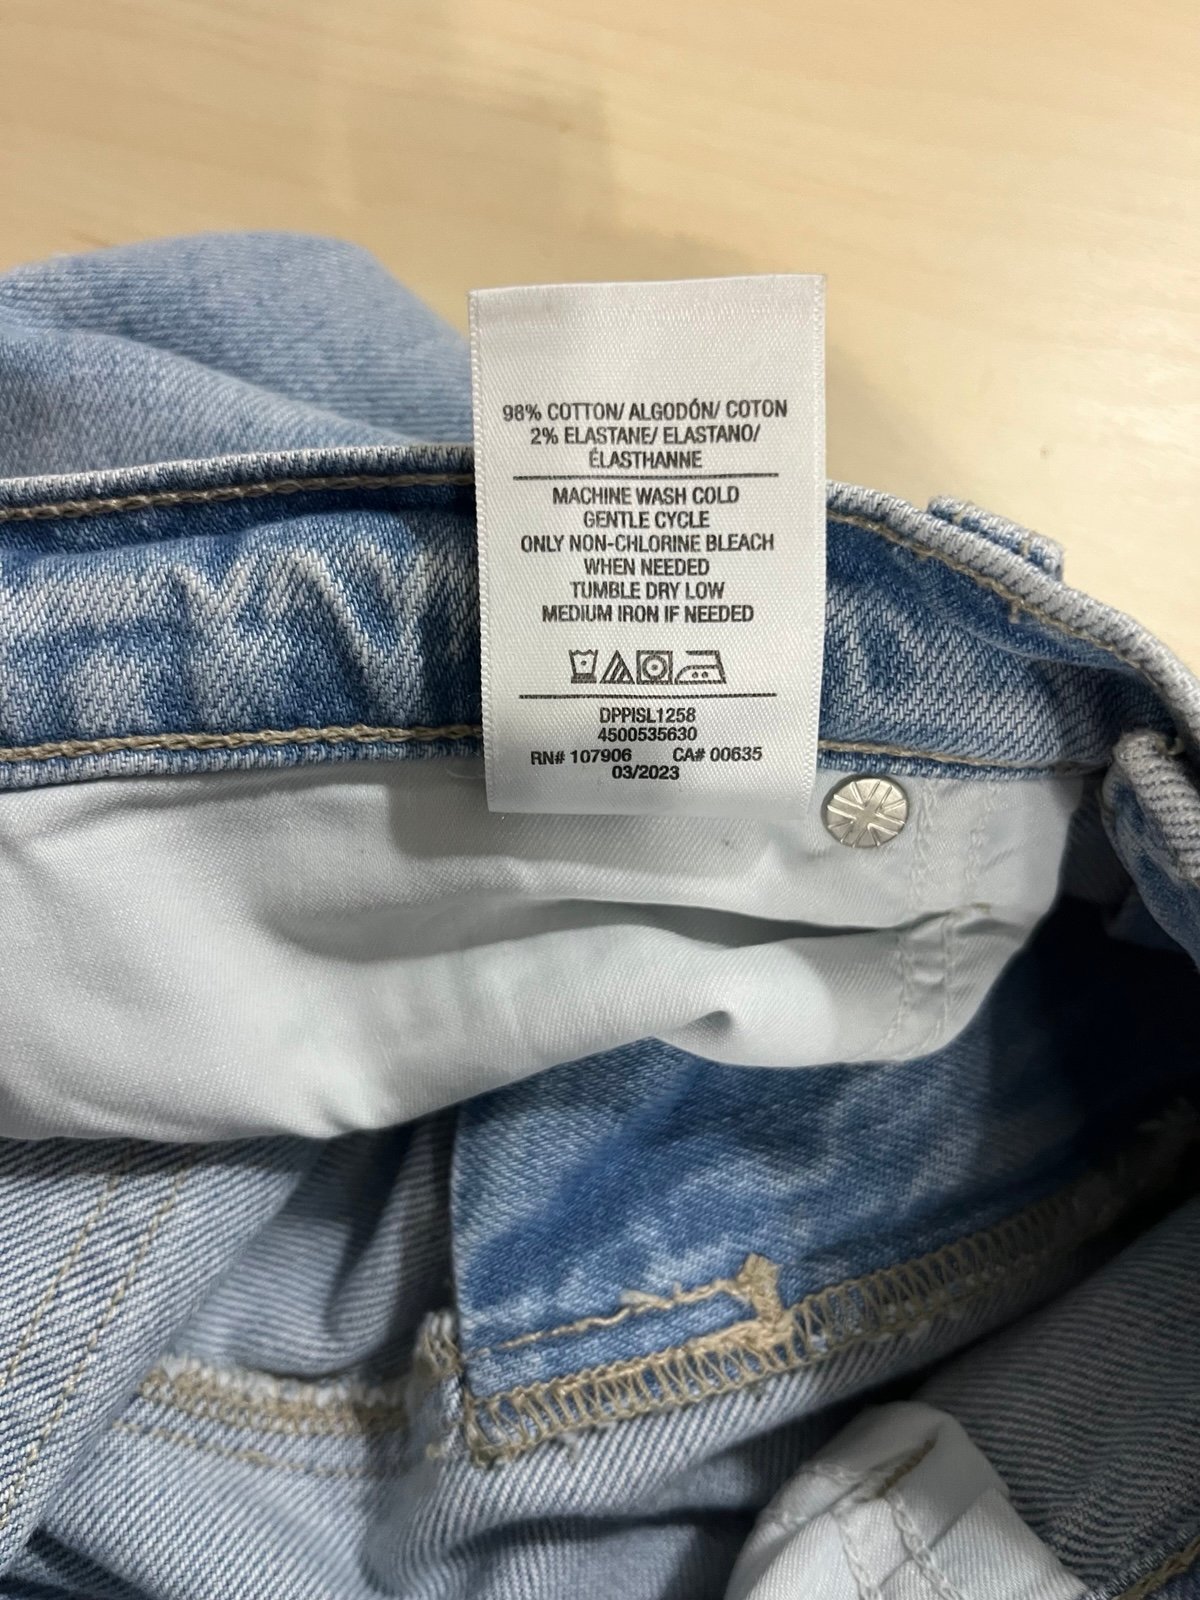 98% COTTON/ ALGODÓN/ COTON
2% ELASTANE/ ELASTANO/
ÉLASTHANNE
MACHINE WASH COLD
GENTLE CYCLE
ONLY NON-CHLORINE BLEACH
WHEN NEEDED
TUMBLE DRY LOW
MEDIUM IRON IF NEEDED
DPPISL1258
4500535630
RN# 107906 CA# 00635
03/2023